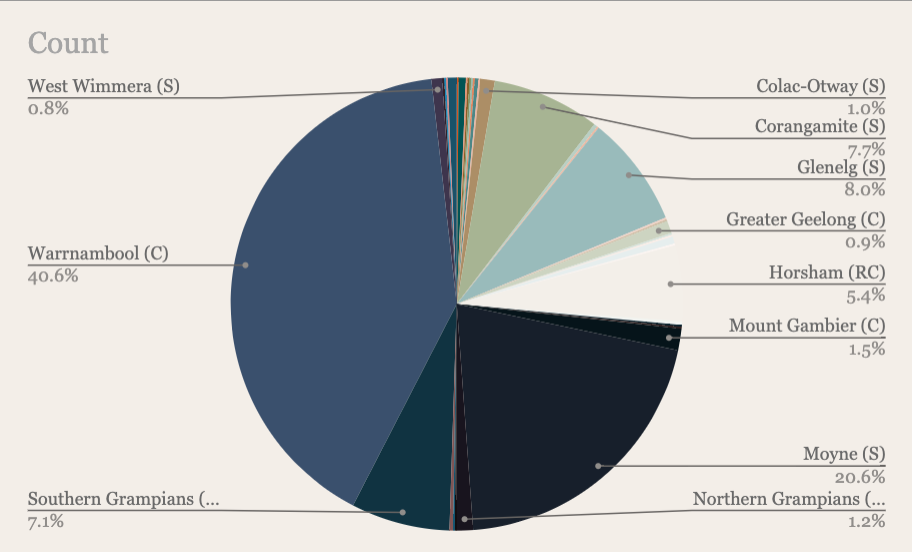 Count
West Wimmera (S)
0.8%
Warrnambool (C)
40.6%
Southern Grampians (...
7.1%
Colac-Otway (S)
1.0%
Corangamite (S)
7.7%
Glenelg (S)
8.0%
Greater Geelong (C)
0.9%
Horsham (RC)
5.4%
Mount Gambier (C)
1.5%
Moyne (S)
20.6%
Northern Grampians (...
1.2%